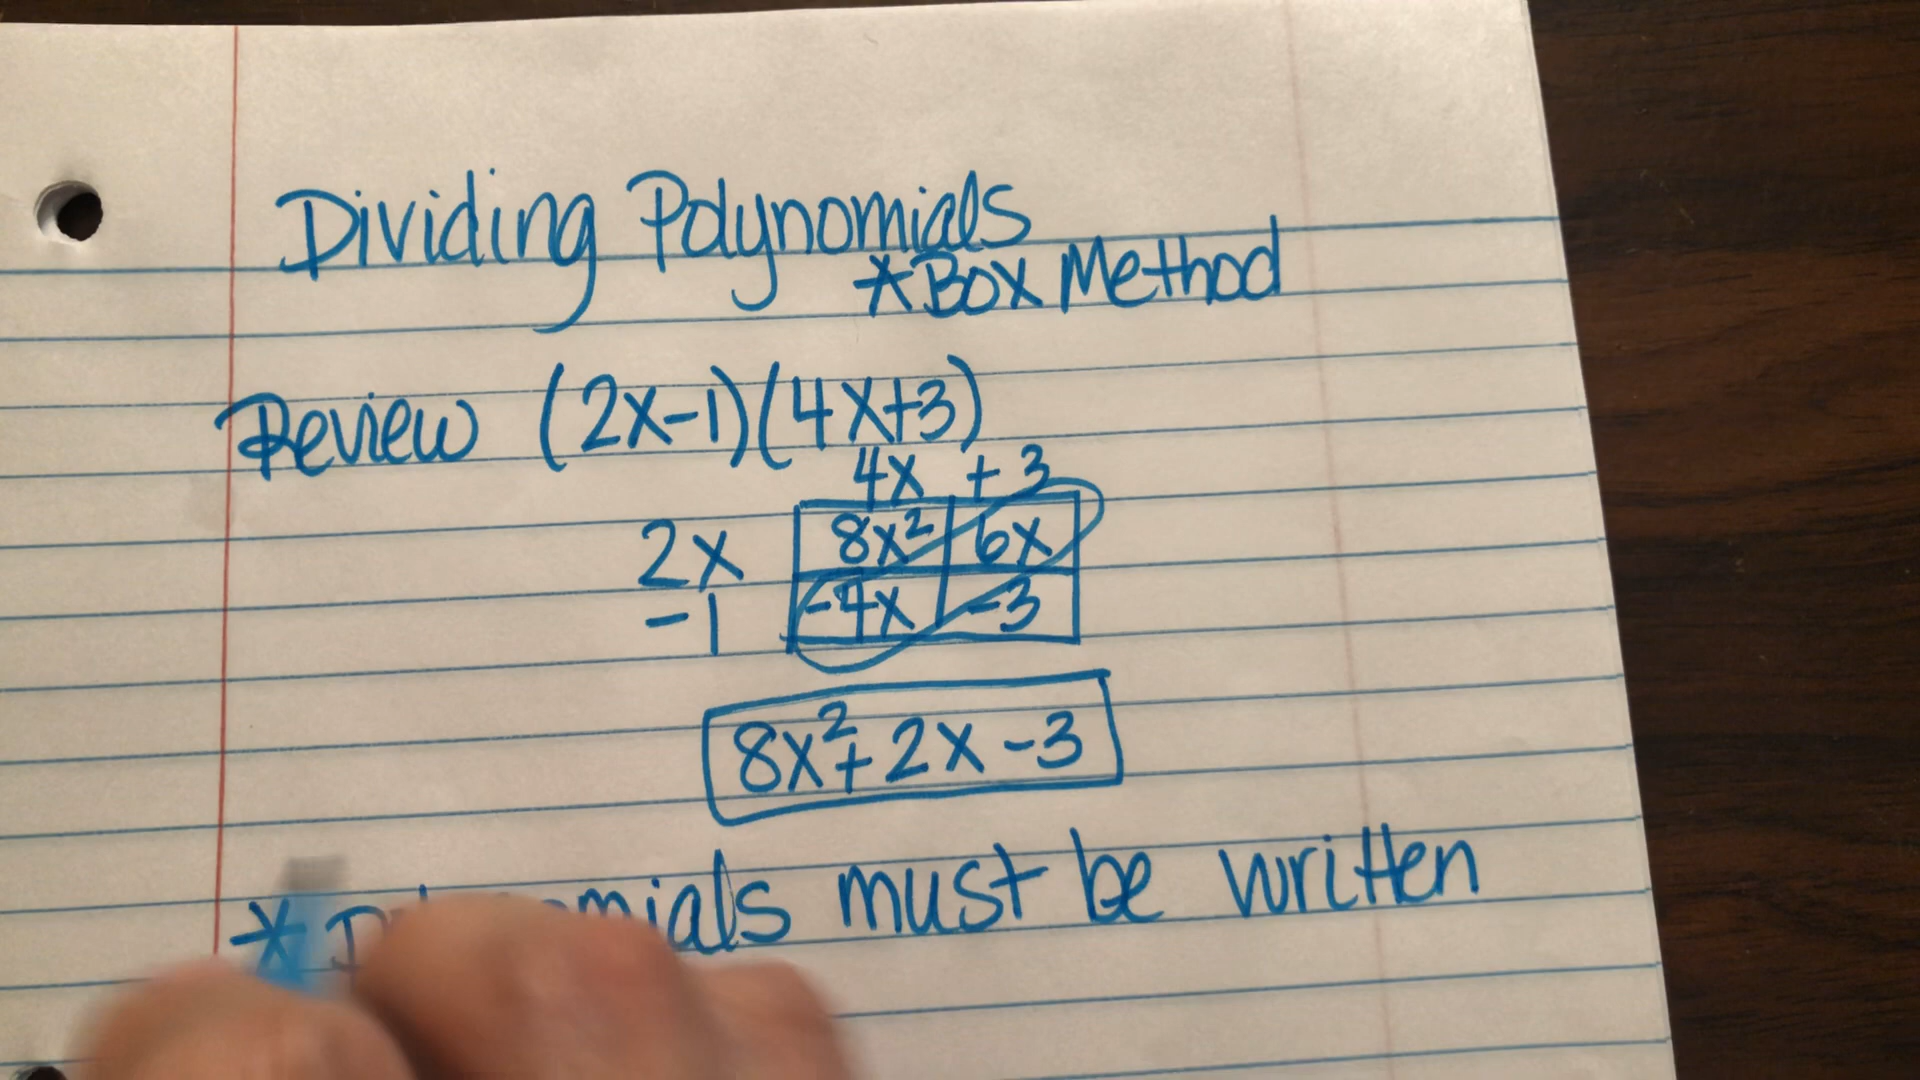 Dividing Polynomials
*Box Method
Review (2x-1)(4x+3)
4x +3
2x 8x² 6x
-1 -4x -3
8x²+2x-3
* must be written